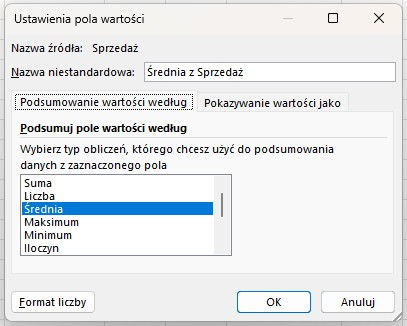 Ustawienia pola wartości
Nazwa źródła: Sprzedaż
Nazwa niestandardowa: Średnia z Sprzedaż
Podsumowanie wartości według Pokazywanie wartości jako
Podsumuj pole wartości według
Wybierz typ obliczeń, którego chcesz użyć do podsumowania
danych z zaznaczonego pola
Suma
Liczba
Średnia
Maksimum
Minimum
Iloczyn
Format liczby OK Anuluj